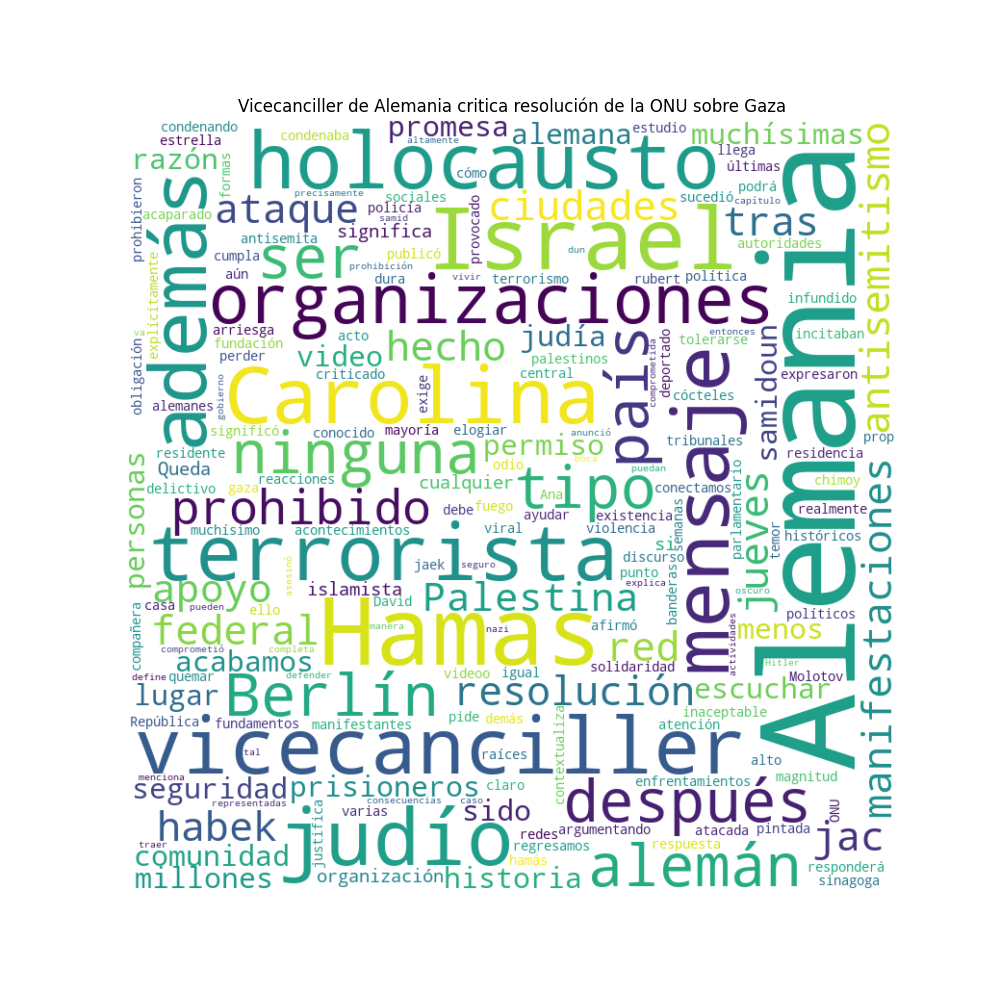 Vicecanciller de Alemania critica resolución de la ONU sobre Gaza
condenando
estrella
condenaba
promesa
altamente
alemana
estudio
muchísimas
razón
formas
holocausto
cómo
llega
últimas
antisemitismo
prohibieron
acaparado
además
precisamente
sociales
ciudades
sucedió
podrá
capítulo
ataque
policía
samid
significa
provocado
Israel
tras
autoridades
antisemita
publicó
explícitamente
cumpla
aún
ser
prohibición
dura
vivir
terrorismo
dun
rubert
política
Alemania
infundido
organizaciones
arriesga
fundación
perder
acto
video
criticado
hecho
judía
palestinos
central
país
deportado
comprometida
tolerarse
entonces
samidoun
incitaban
expresaron
cócteles
obligación
alemanes
gobierno
Carolina
exige
mensaje
significó
conocido
mayoría
elogiar
anunció
permiso
boca
puedan
tribunales
prop
residente
Queda
ninguna
odio
residencia
delictivo
reacciones
cualquier
tipo
conectamos
parlamentario
chimoy
personas
gaza
prohibido
debe
fuego
Ana
ayudar
existencia
semanas
jueves
realmente
manifestaciones
muchísimo
acontecimientos
viral
violencia
si
temor
históricos
terrorista
jaek
seguro
discurso
punto
explica
banderas
oscuro
apoyo
asesinó
islamista
casa
pueden
ello
David
Palestina
afirmó
actividades
políticos
compañera
federal
Hamas
manera
nazi
red
menos
comprometió
completa
acabamos
defender
solidaridad
Hitler
Molotov
define
quemar
videoo
igual
lugar
Berlín
resolución
escuchar
inaceptable
República
fundamentos
manifestantes
pide
demás
contextualiza
atención
vicecanciller
tal
raíces
alto
menciona
seguridad
prisioneros
claro
enfrentamientos
magnitud
representadas
consecuencias
caso
varias
sido
después
ONU
habek
justifica
judío
redes
argumentando
atacada
pintada
jac
traer
comunidad
hamás
regresamos
respuesta
responderá
millones
organización
historia
alemán
sinagoga